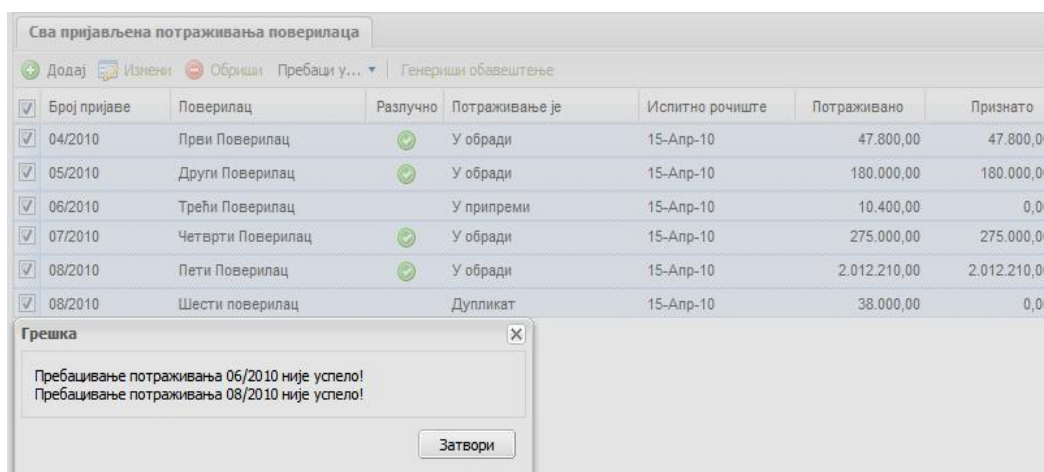 Сва пријављена потраживања поверилаца
Додај Измени Обриши Пребаци у... Генериши обавештење
Број пријаве Поверилац Разлучно Потраживање је Испитно рочиште Потраживано Признато
04/2010 Први Поверилац У обради 15-Апр-10 47.800,00 47.800,0
05/2010 Други Поверилац У обради 15-Апр-10 180.000,00 180.000,0
06/2010 Трећи Поверилац У припреми 15-Апр-10 10.400,00 0,0
07/2010 Четврти Поверилац У обради 15-Апр-10 275.000,00 275.000,0
08/2010 Пети Поверилац У обради 15-Апр-10 2.012.210,00 2.012.210,0
08/2010 Шести поверилац Дупликат 15-Апр-10 38.000,00 0,0
Грешка
Пребацивање потраживања 06/2010 није успело!
Пребацивање потраживања 08/2010 није успело!
Затвори